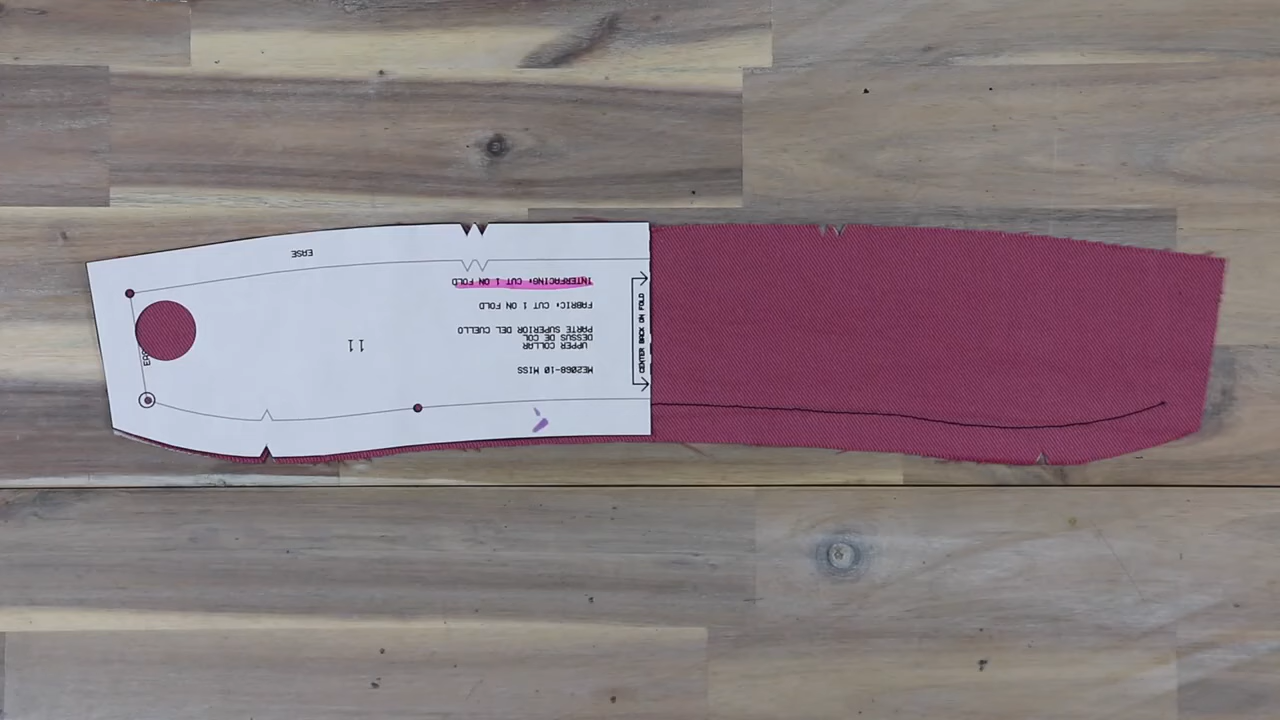 ME2068-10 MISS
UPPER COLLAR
DESSUS DE COL
PARTE SUPERIOR DEL CUELLO
FABRIC: CUT 1 ON FOLD
INTERFACING: CUT 1 ON FOLD
11
CENTER BACK ON FOLD
EASE